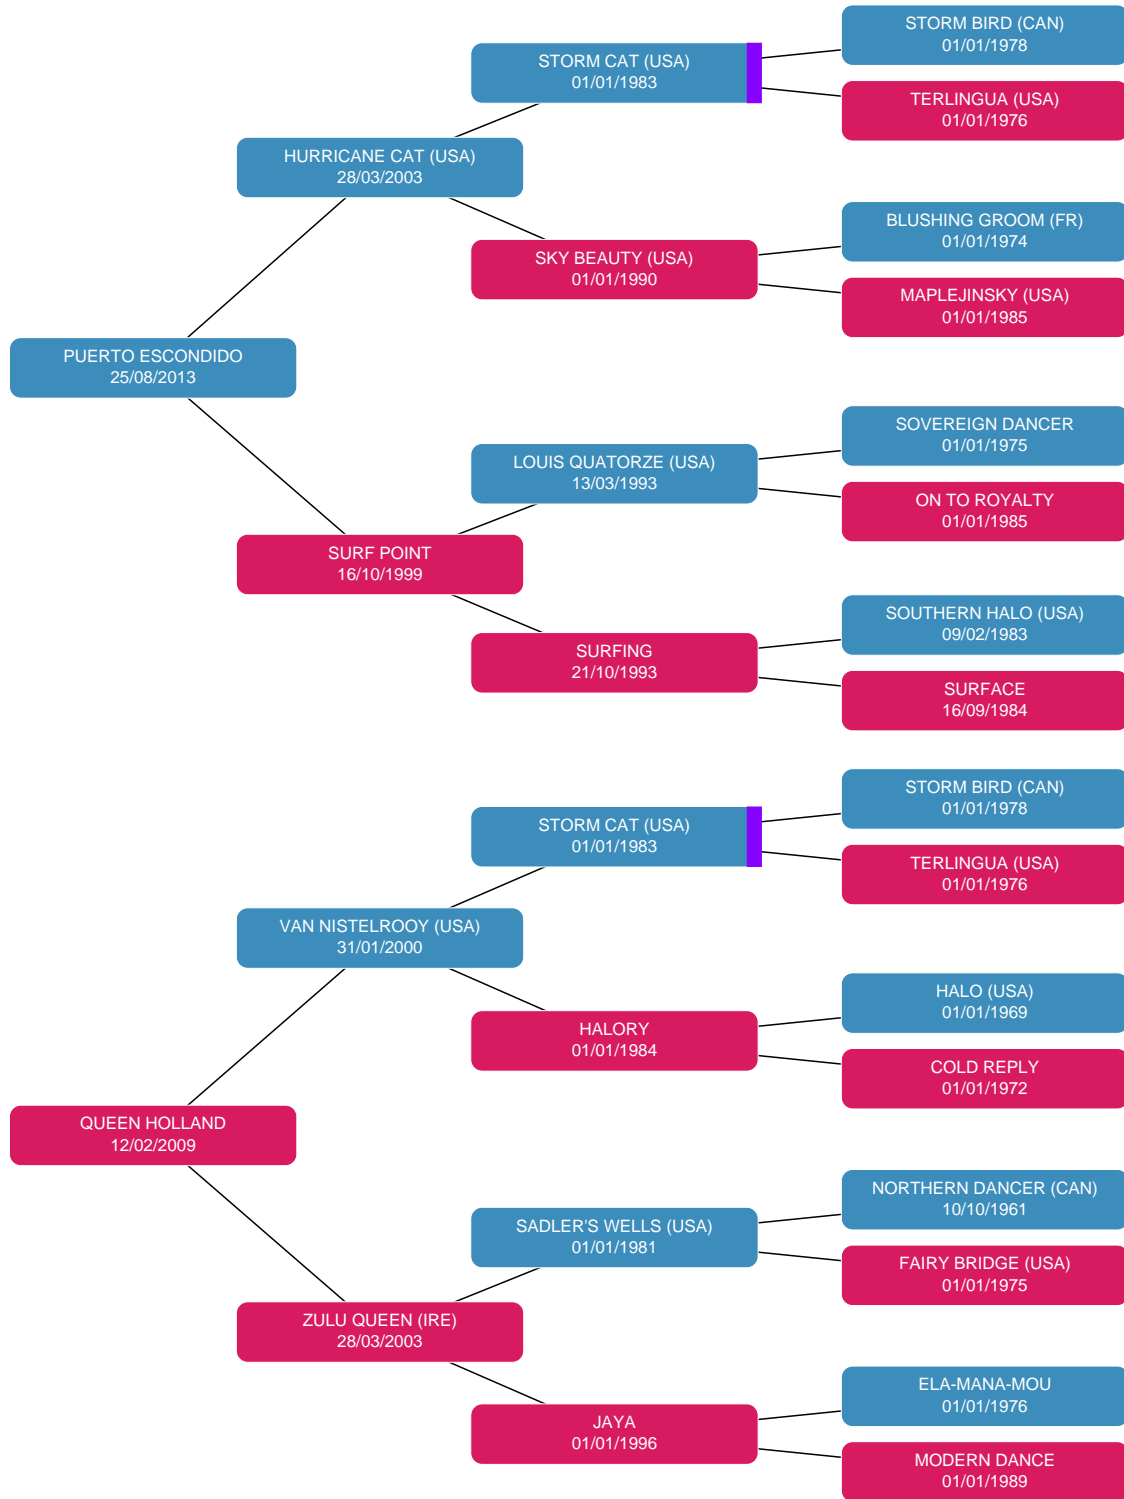 STORM BIRD (CAN)
01/01/1978
STORM CAT (USA)
01/01/1983
TERLINGUA (USA)
01/01/1976
HURRICANE CAT (USA)
28/03/2003
BLUSHING GROOM (FR)
01/01/1974
SKY BEAUTY (USA)
01/01/1990
MAPLEJINSKY (USA)
01/01/1985
PUERTO ESCONDIDO
25/08/2013
SOVEREIGN DANCER
01/01/1975
LOUIS QUATORZE (USA)
13/03/1993
ON TO ROYALTY
01/01/1985
SURF POINT
16/10/1999
SOUTHERN HALO (USA)
09/02/1983
SURFING
21/10/1993
SURFACE
16/09/1984
STORM BIRD (CAN)
01/01/1978
STORM CAT (USA)
01/01/1983
TERLINGUA (USA)
01/01/1976
VAN NISTELROOY (USA)
31/01/2000
HALO (USA)
01/01/1969
HALORY
01/01/1984
COLD REPLY
01/01/1972
QUEEN HOLLAND
12/02/2009
NORTHERN DANCER (CAN)
10/10/1961
SADLER'S WELLS (USA)
01/01/1981
FAIRY BRIDGE (USA)
01/01/1975
ZULU QUEEN (IRE)
28/03/2003
ELA-MANA-MOU
01/01/1976
JAYA
01/01/1996
MODERN DANCE
01/01/1989